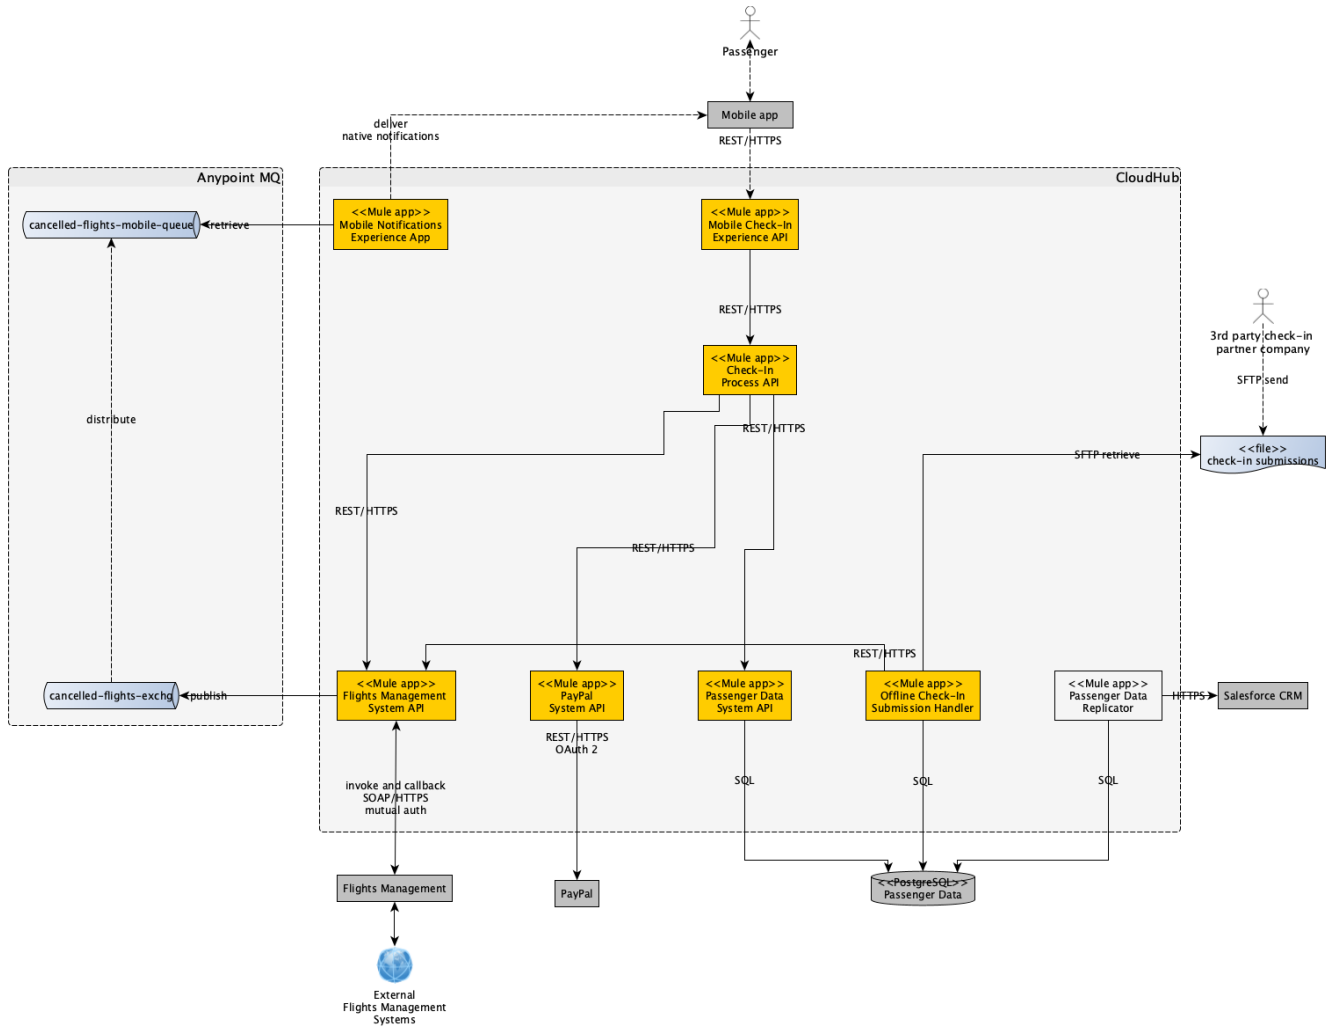 Passenger
Mobile app
deliver
native notifications
REST/HTTPS
Anypoint MQ
CloudHub
cancelled-flights-mobile-queue
retrieve
<<Mule app>>
Mobile Notifications
Experience App
<<Mule app>>
Mobile Check-In
Experience API
REST/HTTPS
3rd party check-in
partner company
<<Mule app>>
Check-In
Process API
SFTP send
distribute
REST/HTTPS
SFTP retrieve
<<file>>
check-in submissions
REST/HTTPS
REST/HTTPS
REST/HTTPS
cancelled-flights-exchg
publish
<<Mule app>>
Flights Management
System API
<<Mule app>>
PayPal
System API
<<Mule app>>
Passenger Data
System API
<<Mule app>>
Offline Check-In
Submission Handler
<<Mule app>>
Passenger Data
Replicator
HTTPS
Salesforce CRM
REST/HTTPS
OAuth 2
invoke and callback
SOAP/HTTPS
mutual auth
SQL
SQL
SQL
Flights Management
PayPal
<<PostgreSQL>>
Passenger Data
External
Flights Management
Systems